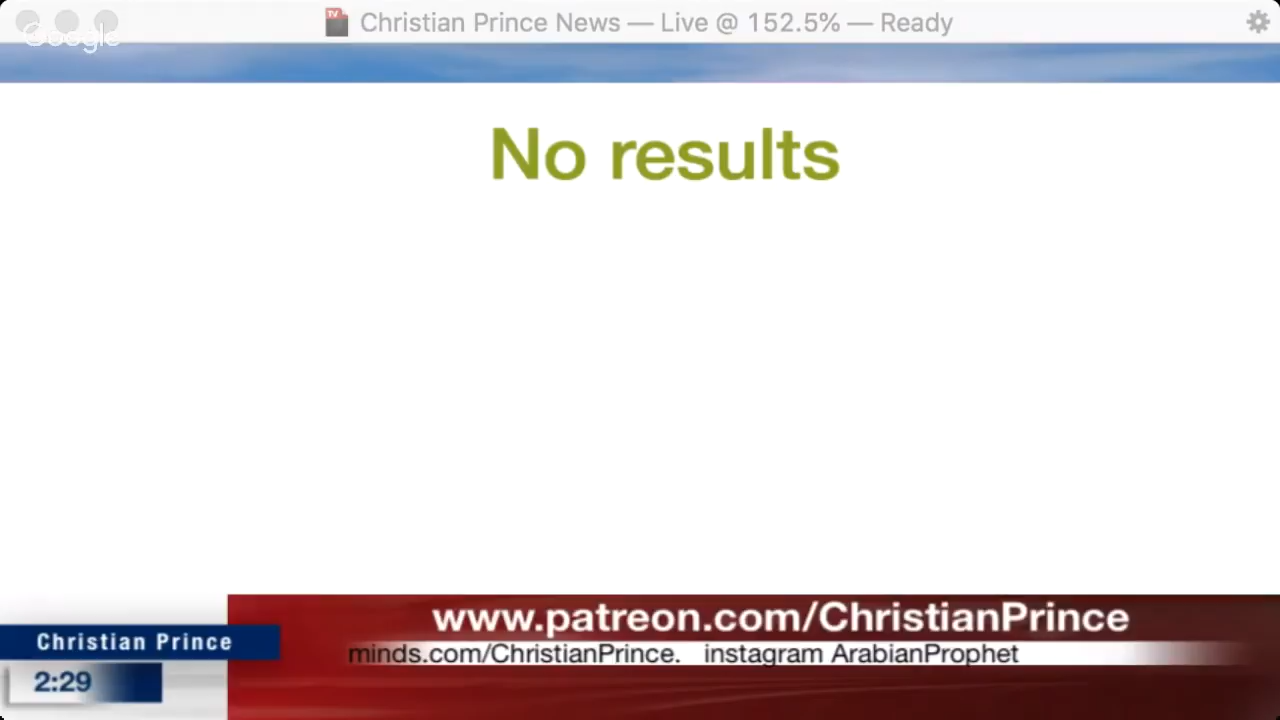 Christian Prince News — Live @ 152.5% — Ready
Google
No results
www.patreon.com/ChristianPrince
Christian Prince
minds.com/ChristianPrince. instagram ArabianProphet
2:29